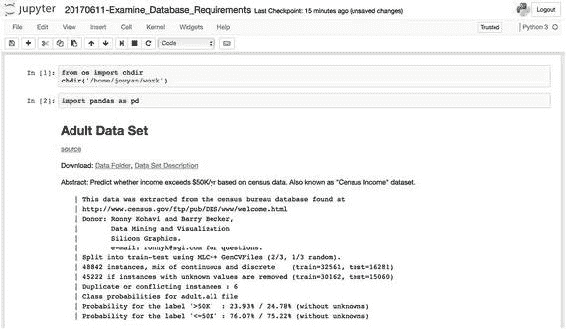 jupyter 20170611-Examine_Database_Requirements Last Checkpoint: 15 minutes ago (unsaved changes)
Logout
File Edit View Insert Cell Kernel Widgets Help
Trusted
Python 3
Code
In [1]: from os import chdir
chdir('/home/jovyan/work')
In [2]: import pandas as pd
Adult Data Set
source
Download: Data Folder, Data Set Description
Abstract: Predict whether income exceeds $50K/yr based on census data. Also known as "Census Income" dataset.
| This data was extracted from the census bureau database found at
| http://www.census.gov/ftp/pub/DES/www/welcome.html
| Donor: Ronny Kohavi and Barry Becker,
| Data Mining and Visualization
| Silicon Graphics.
| e-mail: ronnyk@sgi.com for questions.
| Split into train-test using MLC++ GenCVFiles (2/3, 1/3 random).
| 48842 instances, mix of continuous and discrete (train=32561, test=16281)
| 45222 if instances with unknown values are removed (train=30162, test=15060)
| Duplicate or conflicting instances : 6
| Class probabilities for adult.all file
| Probability for the label '>50K' : 23.93% / 24.78% (without unknowns)
| Probability for the label '<=50K' : 76.07% / 75.22% (without unknowns)